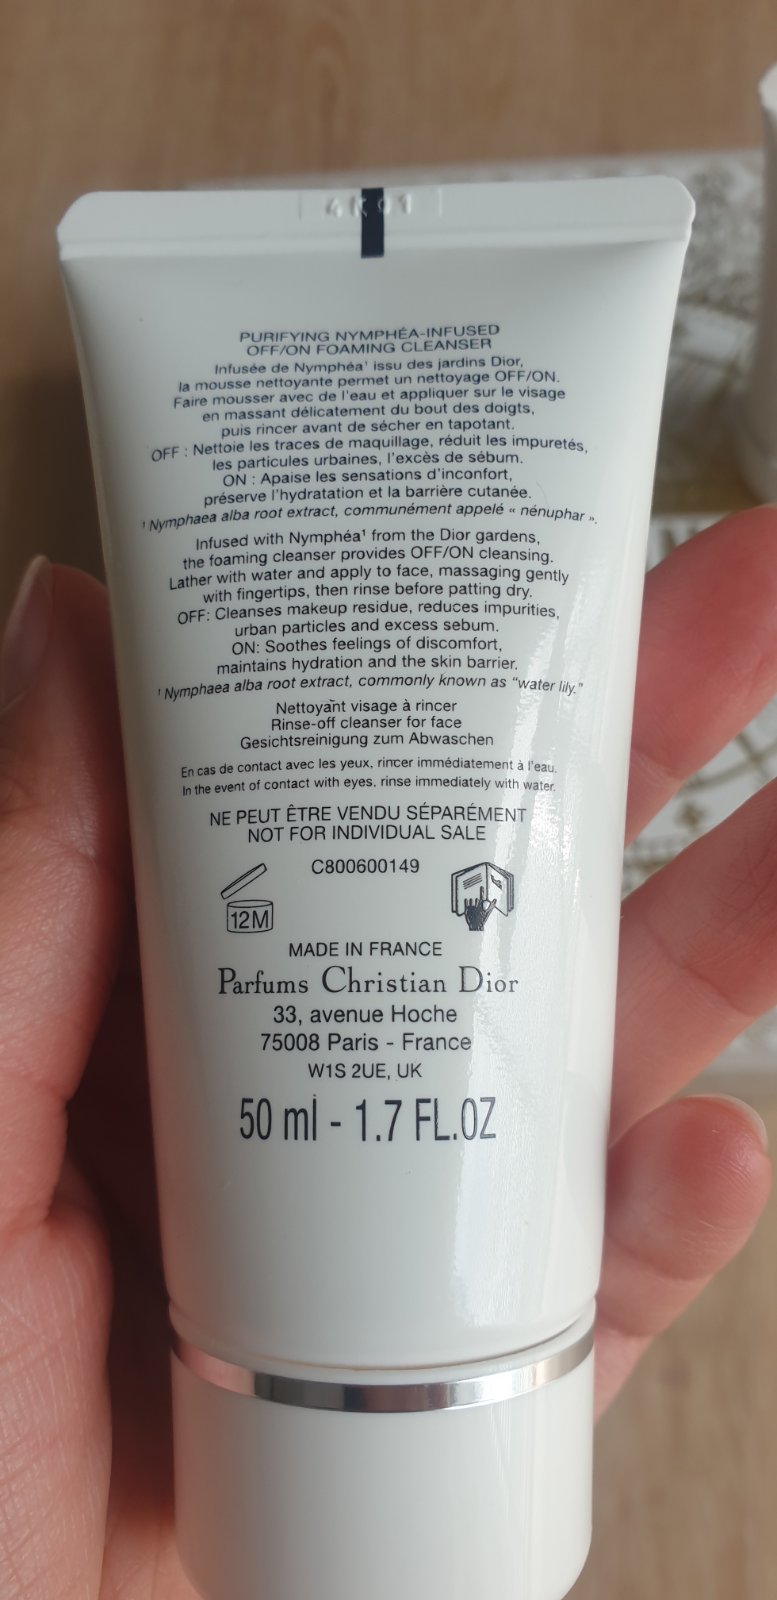 4K01
PURIFYING NYMPHÉA-INFUSED
OFF/ON FOAMING CLEANSER
Infusée de Nymphéa¹ issu des jardins Dior,
la mousse nettoyante permet un nettoyage OFF/ON.
Faire mousser avec de l'eau et appliquer sur le visage
en massant délicatement du bout des doigts,
puis rincer avant de sécher en tapotant.
OFF : Nettoie les traces de maquillage, réduit les impuretés,
les particules urbaines, l'excès de sébum.
ON : Apaise les sensations d'inconfort,
préserve l'hydratation et la barrière cutanée.
¹ Nymphaea alba root extract, communément appelé « nénuphar ».
Infused with Nymphéa¹ from the Dior gardens,
the foaming cleanser provides OFF/ON cleansing.
Lather with water and apply to face, massaging gently
with fingertips, then rinse before patting dry.
OFF: Cleanses makeup residue, reduces impurities,
urban particles and excess sebum.
ON: Soothes feelings of discomfort,
maintains hydration and the skin barrier.
¹ Nymphaea alba root extract, commonly known as "water lily."
Nettoyant visage à rincer
Rinse-off cleanser for face
Gesichtsreinigung zum Abwaschen
En cas de contact avec les yeux, rincer immédiatement à l'eau.
In the event of contact with eyes, rinse immediately with water.
NE PEUT ÊTRE VENDU SÉPARÉMENT
NOT FOR INDIVIDUAL SALE
C800600149
12M
MADE IN FRANCE
Parfums Christian Dior
33, avenue Hoche
75008 Paris - France
W1S 2UE, UK
50 ml - 1.7 FL.OZ